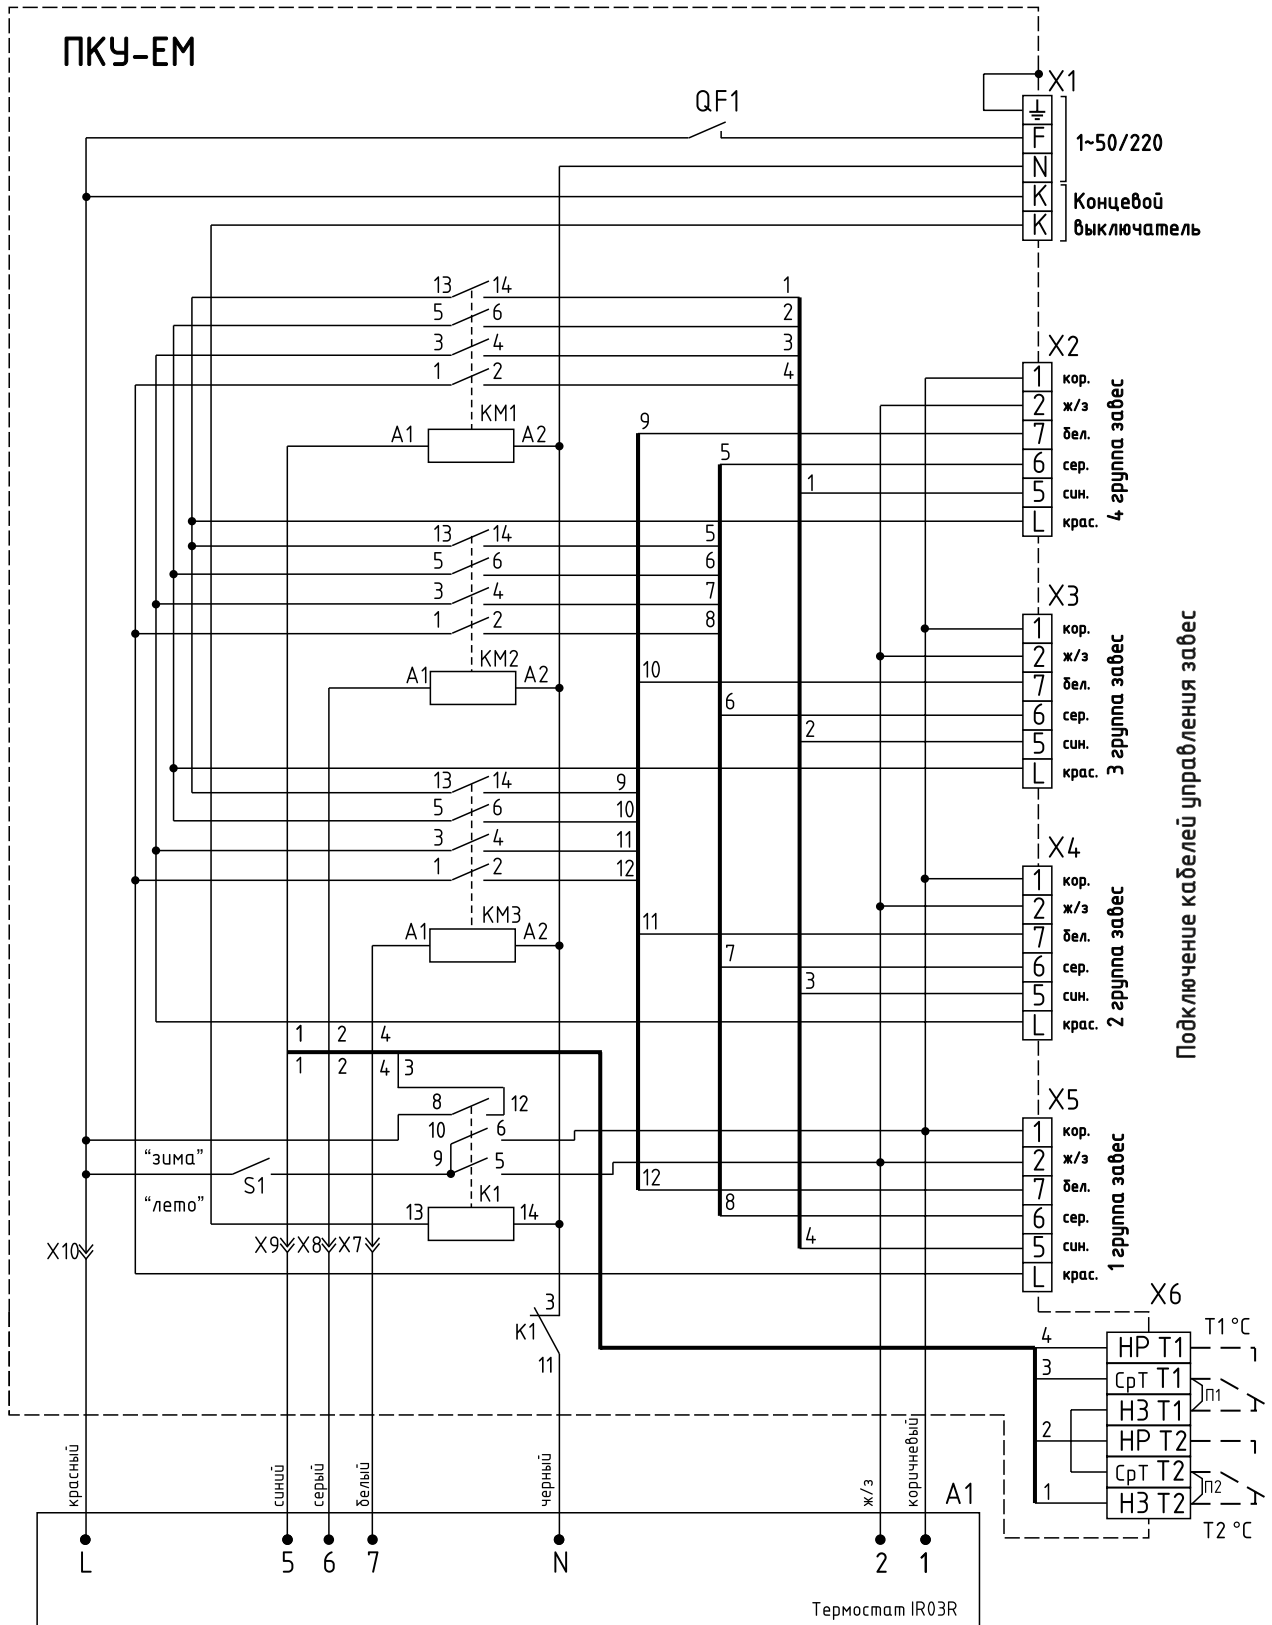 ПКУ-ЕМ
X1
QF1
F
N
K
K
1~50/220
Концевой
выключатель
13 14 1
5 6 2
3 4 3
1 2 4
KM1
A1 A2
X2
1 кор.
2 ж/з
9 7 бел.
5 6 сер.
1 5 син.
L крас.
4 группа завес
13 14 5
5 6 6
3 4 7
1 2 8
KM2
A1 A2
X3
1 кор.
2 ж/з
10 7 бел.
6 6 сер.
2 5 син.
L крас.
3 группа завес
13 14 9
5 6 10
3 4 11
1 2 12
KM3
A1 A2
X4
1 кор.
2 ж/з
11 7 бел.
7 6 сер.
3 5 син.
L крас.
2 группа завес
Подключение кабелей управления завес
1 2 4
1 2 4 3
8 12
10 6
9 5
"зима"
S1
"лето"
K1
13 14
X5
1 кор.
2 ж/з
12 7 бел.
8 6 сер.
4 5 син.
L крас.
1 группа завес
X10 X9 X8 X7
3
K1
11
X6
T1 °C
4 НР Т1
3 СрТ Т1
П1
НЗ Т1
2 НР Т2
СрТ Т2
П2
1 НЗ Т2
T2 °C
красный
синий
серый
белый
черный
ж/з
коричневый
A1
L 5 6 7 N 2 1
Термостат IR03R